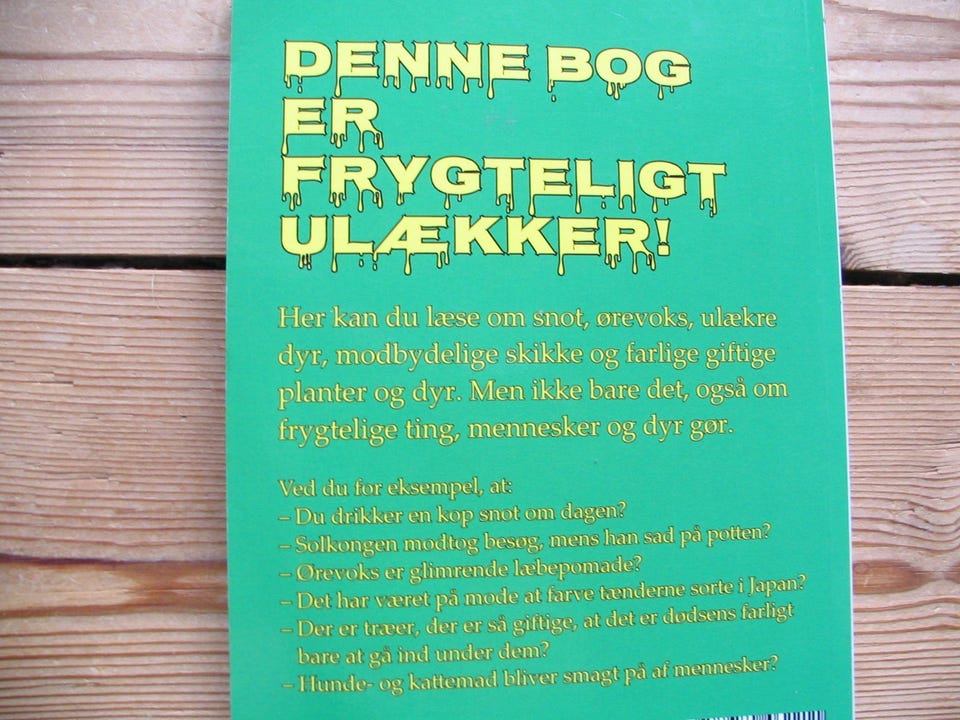 DENNE BOG
ER
FRYGTELIGT
ULÆKKER!
Her kan du læse om snot, ørevoks, ulækre
dyr, modbydelige skikke og farlige giftige
planter og dyr. Men ikke bare det, også om
frygtelige ting, mennesker og dyr gør.
Ved du for eksempel, at:
– Du drikker en kop snot om dagen?
– Solkongen modtog besøg, mens han sad på potten?
– Ørevoks er glimrende læbepomade?
– Det har været på mode at farve tænderne sorte i Japan?
– Der er træer, der er så giftige, at det er dødsens farligt
bare at gå ind under dem?
– Hunde- og kattemad bliver smagt på af mennesker?